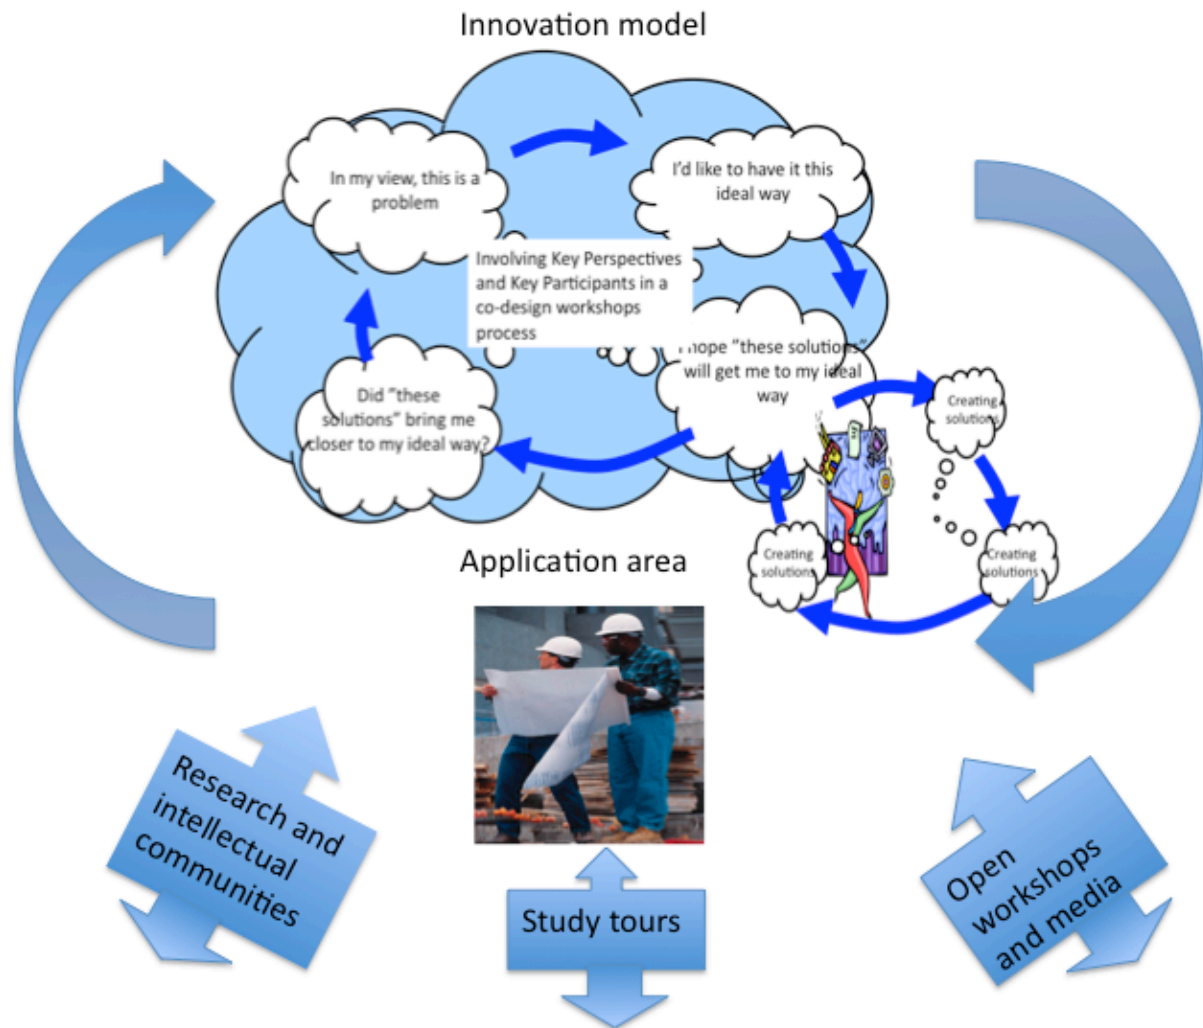 Innovation model
In my view, this is a
problem
I'd like to have it this
ideal way
Involving Key Perspectives
and Key Participants in a
co-design workshops
process
hope "these solutions"
will get me to my ideal
way
Did "these
solutions" bring me
closer to my ideal way?
Creating
solutions
Creating
solutions
Creating
solutions
Application area
Research and
intellectual
communities
Study tours
Open
workshops
and media